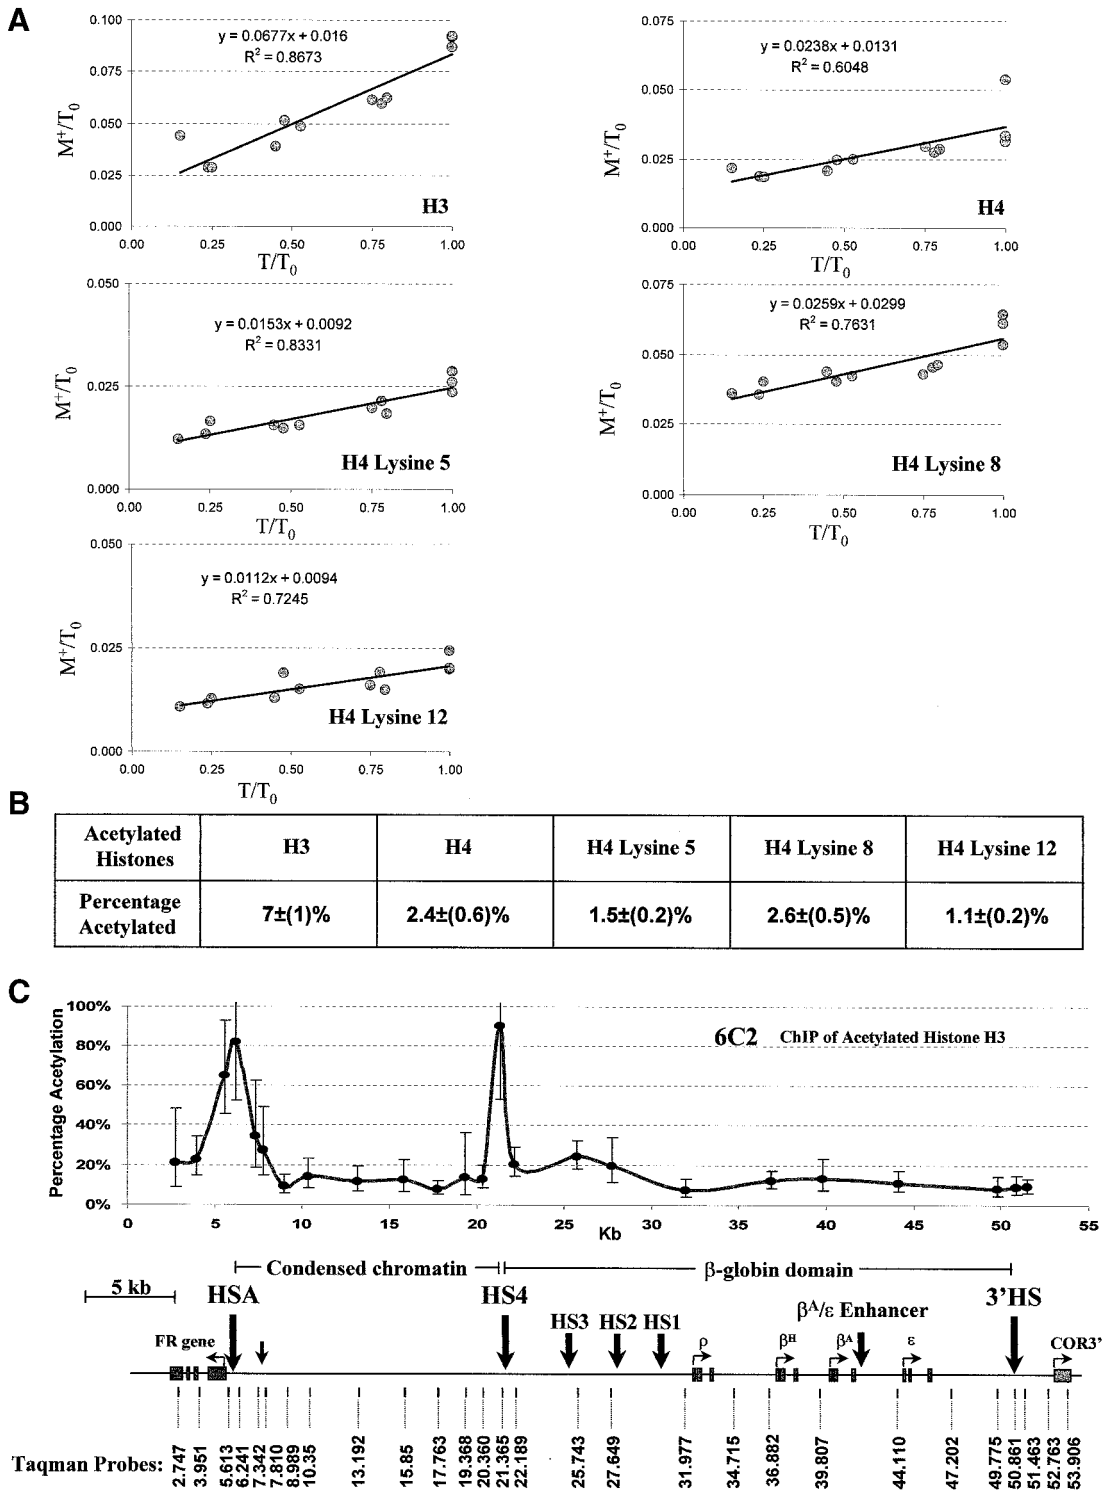 A
0.100
0.075
0.050
0.025
0.000
M+/T0
y = 0.0677x + 0.016
R2 = 0.8673
H3
0.00 0.25 0.50 0.75 1.00
T/T0
0.075
0.050
0.025
0.000
M+/T0
y = 0.0238x + 0.0131
R2 = 0.6048
H4
0.00 0.25 0.50 0.75 1.00
T/T0
0.050
0.025
0.000
M+/T0
y = 0.0153x + 0.0092
R2 = 0.8331
H4 Lysine 5
0.00 0.25 0.50 0.75 1.00
T/T0
0.075
0.050
0.025
0.000
M+/T0
y = 0.0259x + 0.0299
R2 = 0.7631
H4 Lysine 8
0.00 0.25 0.50 0.75 1.00
T/T0
0.050
0.025
0.000
M+/T0
y = 0.0112x + 0.0094
R2 = 0.7245
H4 Lysine 12
0.00 0.25 0.50 0.75 1.00
T/T0
B
Acetylated Histones H3 H4 H4 Lysine 5 H4 Lysine 8 H4 Lysine 12
Percentage Acetylated 7±(1)% 2.4±(0.6)% 1.5±(0.2)% 2.6±(0.5)% 1.1±(0.2)%
C
Percentage Acetylation
100%
80%
60%
40%
20%
0%
6C2 ChIP of Acetylated Histone H3
0 5 10 15 20 25 30 35 40 45 50 55
Kb
Condensed chromatin β-globin domain
5 kb
HSA HS4 3'HS
HS3 HS2 HS1
βA/ε Enhancer
FR gene ρ βH βA ε COR3'
Taqman Probes: 2.747 3.951 5.613 6.241 7.342 7.810 8.989 10.35 13.192 15.85 17.763 19.368 20.360 21.365 22.189 25.743 27.649 31.977 34.715 36.882 39.807 44.110 47.202 49.775 50.861 51.463 52.763 53.906